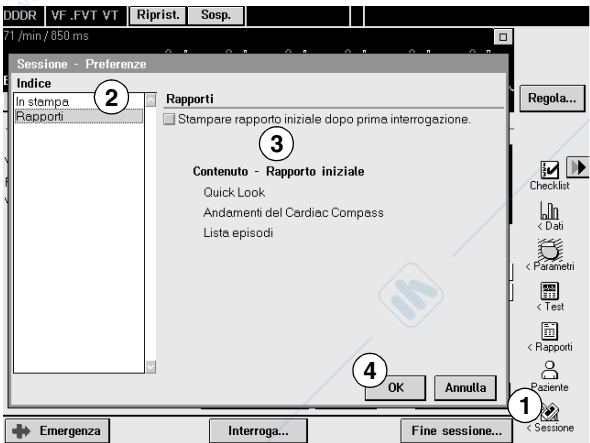 DDDR VF.FVT VT Riprist. Sosp.
71 /min / 850 ms
Sessione - Preferenze
Indice
In stampa
Rapporti
2
Rapporti
Stampare rapporto iniziale dopo prima interrogazione.
3
Contenuto - Rapporto iniziale
Quick Look
Andamenti del Cardiac Compass
Lista episodi
4
OK Annulla
Regola...
Checklist
< Dati
< Parametri
< Test
< Rapporti
Paziente
1
< Sessione
Emergenza Interroga... Fine sessione...